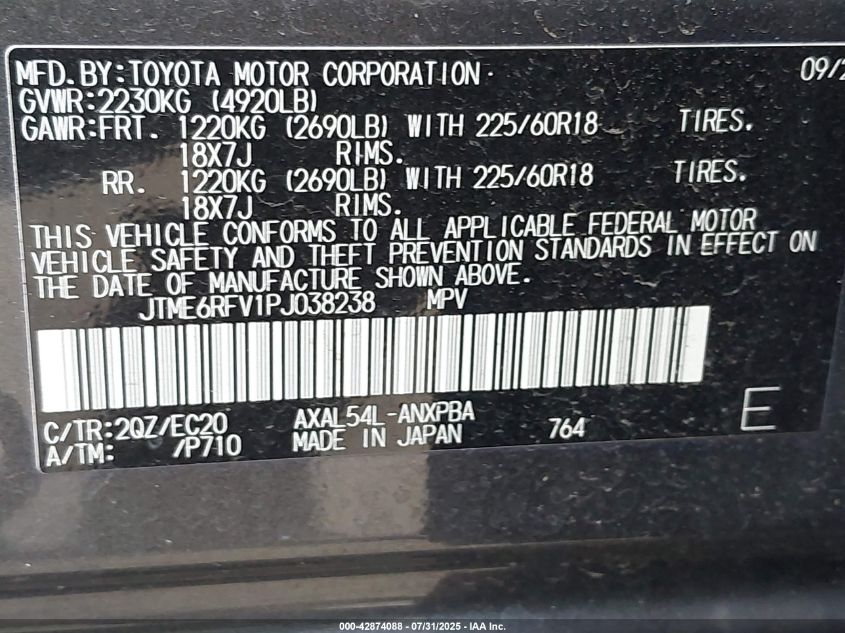 MFD.BY:TOYOTA MOTOR CORPORATION 09/2
GVWR:2230KG (4920LB)
GAWR:FRT. 1220KG (2690LB) WITH 225/60R18 TIRES.
18X7J RIMS.
RR. 1220KG (2690LB) WITH 225/60R18 TIRES.
18X7J RIMS.
THIS VEHICLE CONFORMS TO ALL APPLICABLE FEDERAL MOTOR
VEHICLE SAFETY AND THEFT PREVENTION STANDARDS IN EFFECT ON
THE DATE OF MANUFACTURE SHOWN ABOVE.
JTME6RFV1PJ038238 MPV
C/TR:2QZ/EC20 AXAL54L-ANXPBA E
A/TM: /P710 MADE IN JAPAN 764
000-42874088 | 07/31/2025 - IAA Inc.